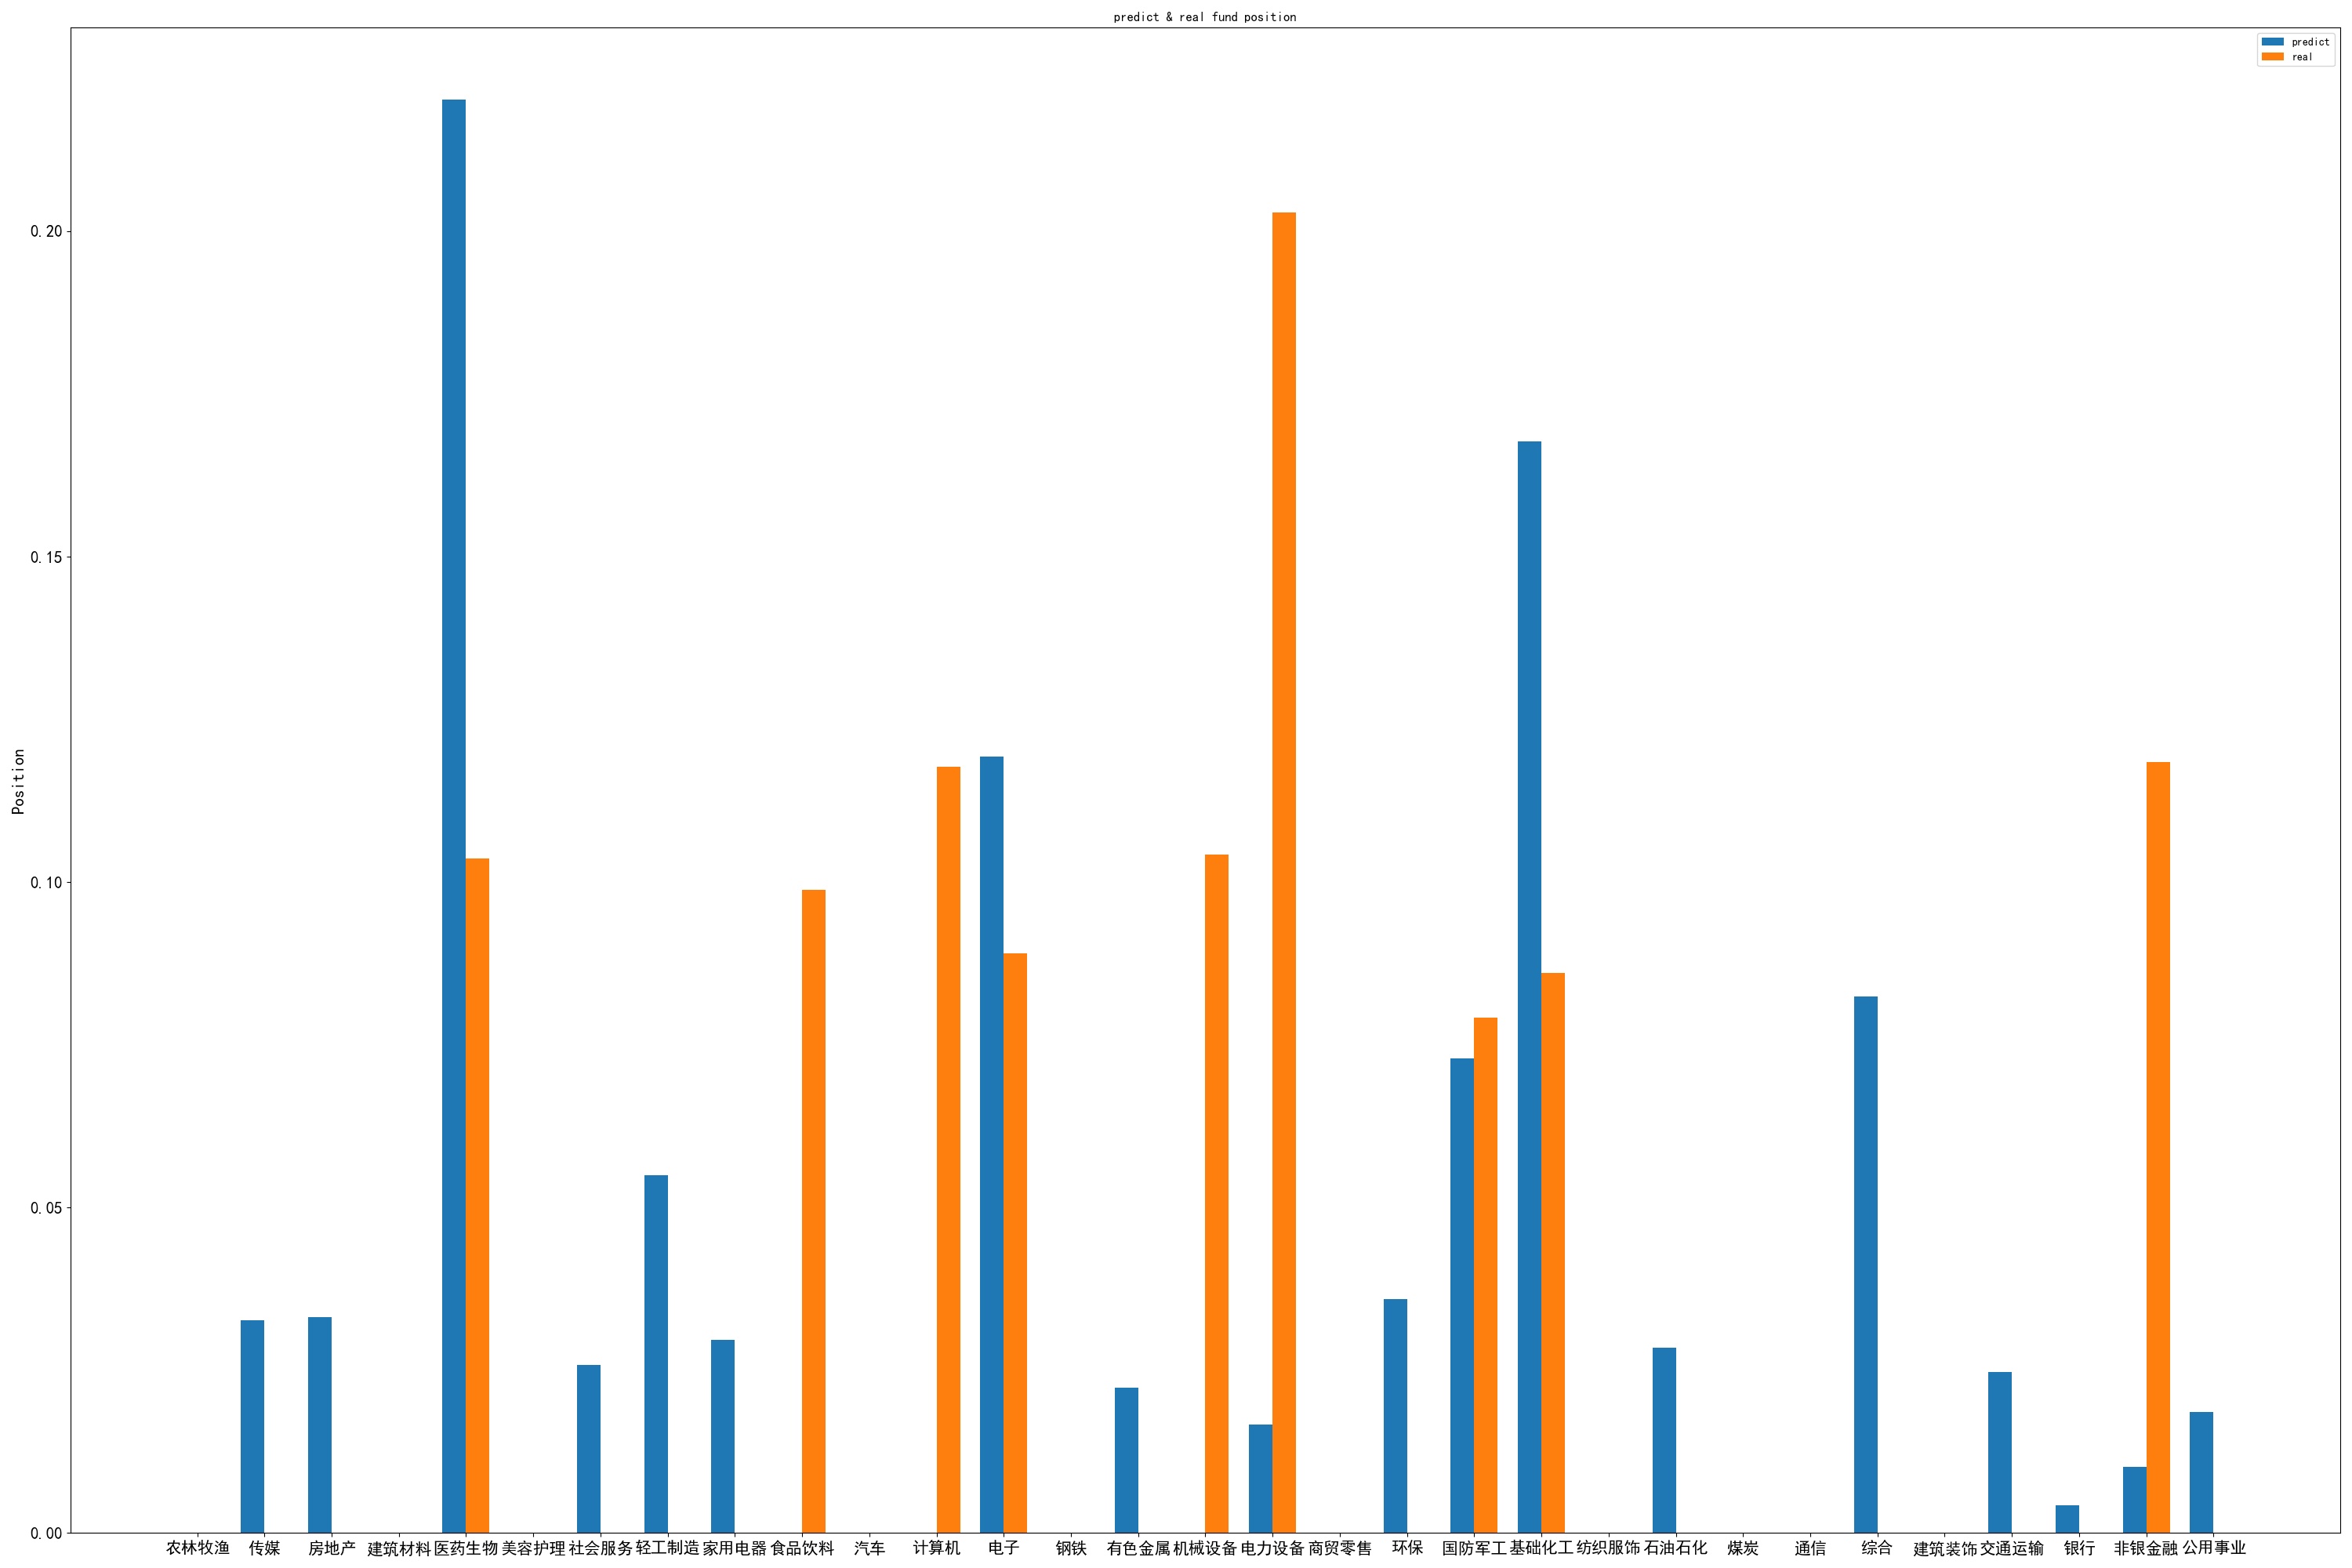 predict & real fund position
predict
real
0.20
0.15
0.10
0.05
0.00
Position
农林牧渔 传媒 房地产 建筑材料 医药生物 美容护理 社会服务 轻工制造 家用电器 食品饮料 汽车 计算机 电子 钢铁 有色金属 机械设备 电力设备 商贸零售 环保 国防军工 基础化工 纺织服饰 石油石化 煤炭 通信 综合 建筑装饰 交通运输 银行 非银金融 公用事业